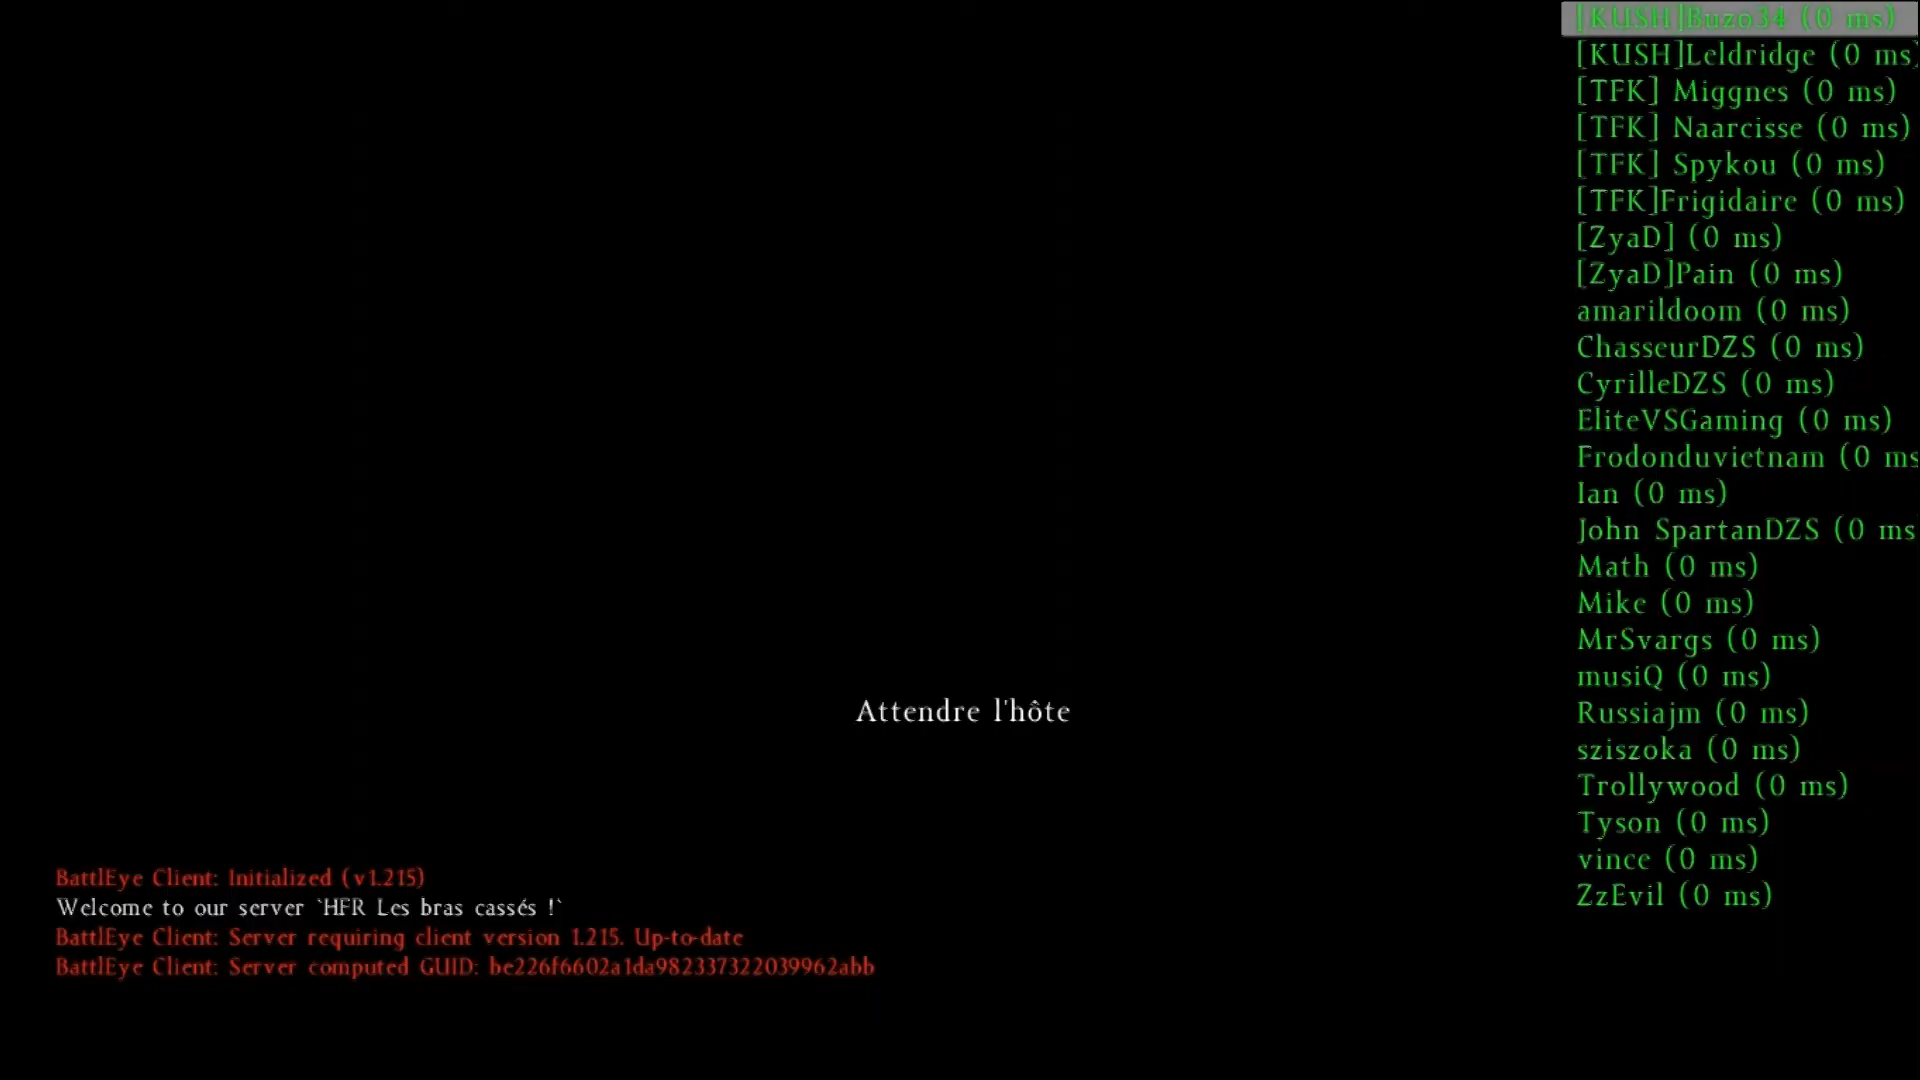 [KUSH]Buzo34 (0 ms)
[KUSH]Leldridge (0 ms)
[TFK] Miggnes (0 ms)
[TFK] Naarcisse (0 ms)
[TFK] Spykou (0 ms)
[TFK]Frigidaire (0 ms)
[ZyaD] (0 ms)
[ZyaD]Pain (0 ms)
amarildoom (0 ms)
ChasseurDZS (0 ms)
CyrilleDZS (0 ms)
EliteVSGaming (0 ms)
Frodonduvietnam (0 ms
Ian (0 ms)
John SpartanDZS (0 ms
Math (0 ms)
Mike (0 ms)
MrSvargs (0 ms)
musiQ (0 ms)
Russiajm (0 ms)
sziszoka (0 ms)
Trollywood (0 ms)
Tyson (0 ms)
vince (0 ms)
ZzEvil (0 ms)
Attendre l'hôte
BattlEye Client: Initialized (v1.215)
Welcome to our server `HFR Les bras cassés !`
BattlEye Client: Server requiring client version 1.215. Up-to-date
BattlEye Client: Server computed GUID: be226f6602a1da982337322039962abb